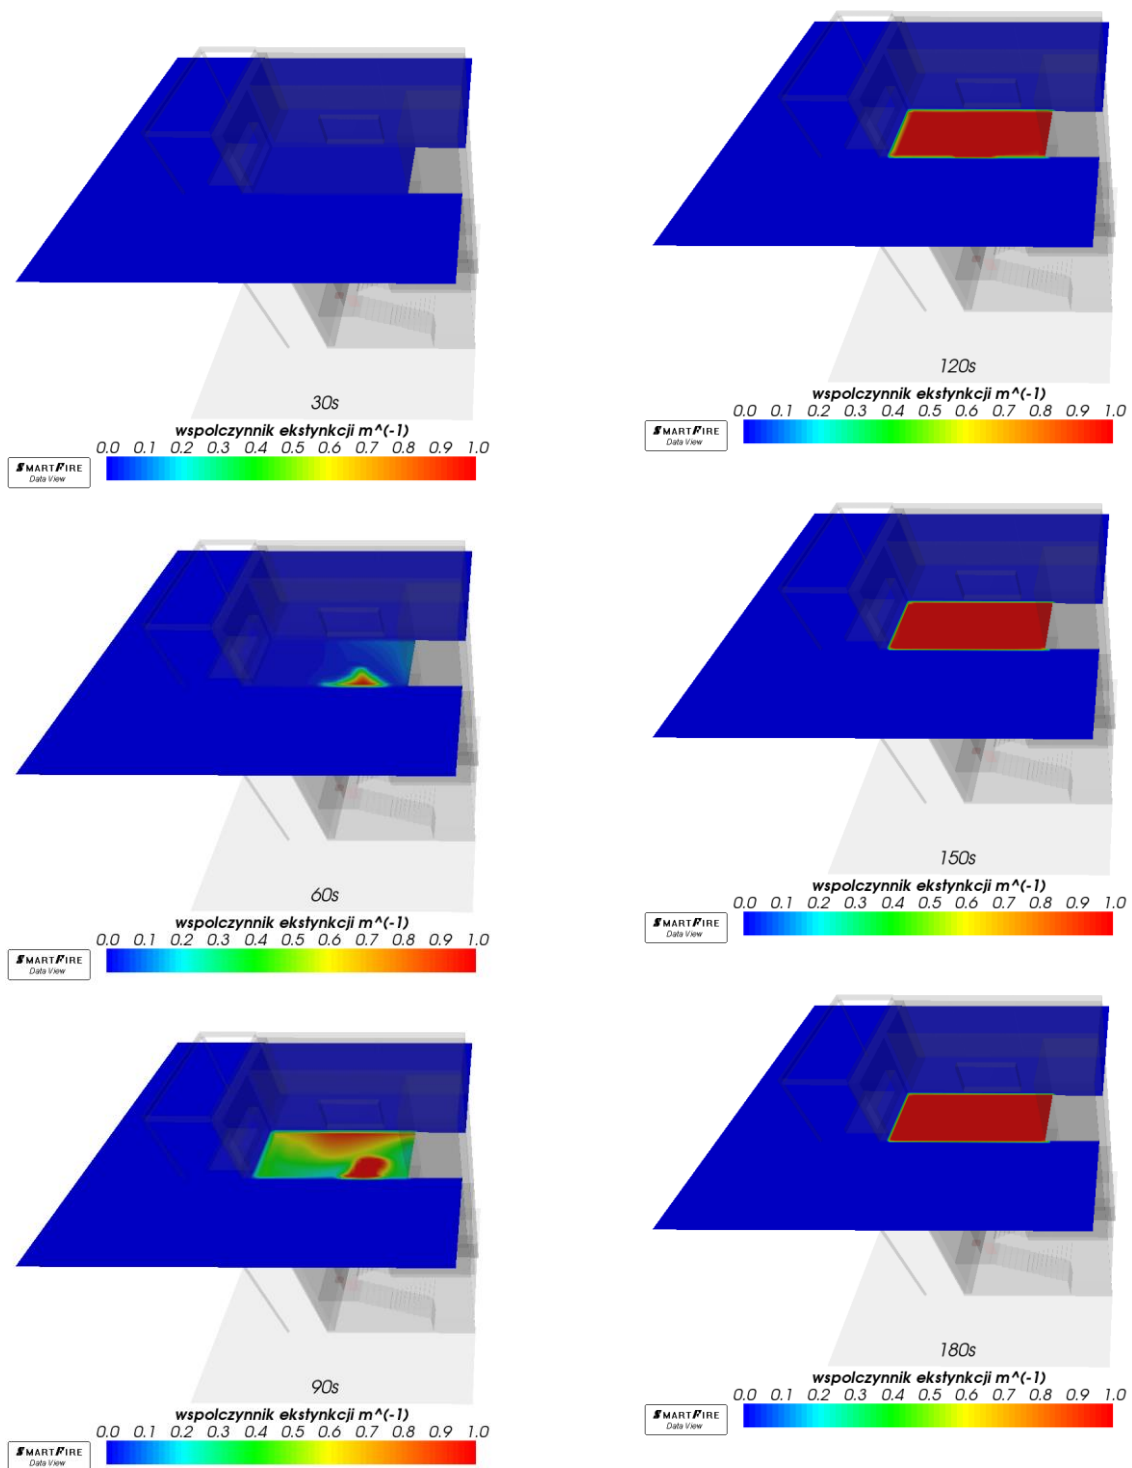 30s
wspolczynnik ekstynkcji m^(-1)
0.0 0.1 0.2 0.3 0.4 0.5 0.6 0.7 0.8 0.9 1.0
SMARTFIRE
Data View
60s
wspolczynnik ekstynkcji m^(-1)
0.0 0.1 0.2 0.3 0.4 0.5 0.6 0.7 0.8 0.9 1.0
SMARTFIRE
Data View
90s
wspolczynnik ekstynkcji m^(-1)
0.0 0.1 0.2 0.3 0.4 0.5 0.6 0.7 0.8 0.9 1.0
SMARTFIRE
Data View
120s
wspolczynnik ekstynkcji m^(-1)
0.0 0.1 0.2 0.3 0.4 0.5 0.6 0.7 0.8 0.9 1.0
SMARTFIRE
Data View
150s
wspolczynnik ekstynkcji m^(-1)
0.0 0.1 0.2 0.3 0.4 0.5 0.6 0.7 0.8 0.9 1.0
SMARTFIRE
Data View
180s
wspolczynnik ekstynkcji m^(-1)
0.0 0.1 0.2 0.3 0.4 0.5 0.6 0.7 0.8 0.9 1.0
SMARTFIRE
Data View